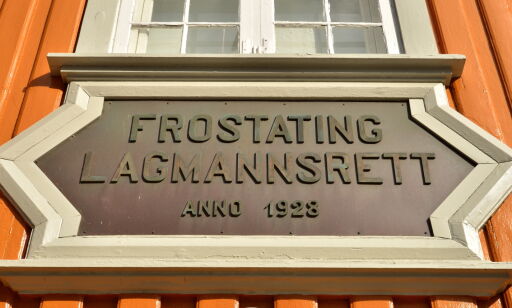 FROSTATING
LAGMANNSRETT
ANNO 1928